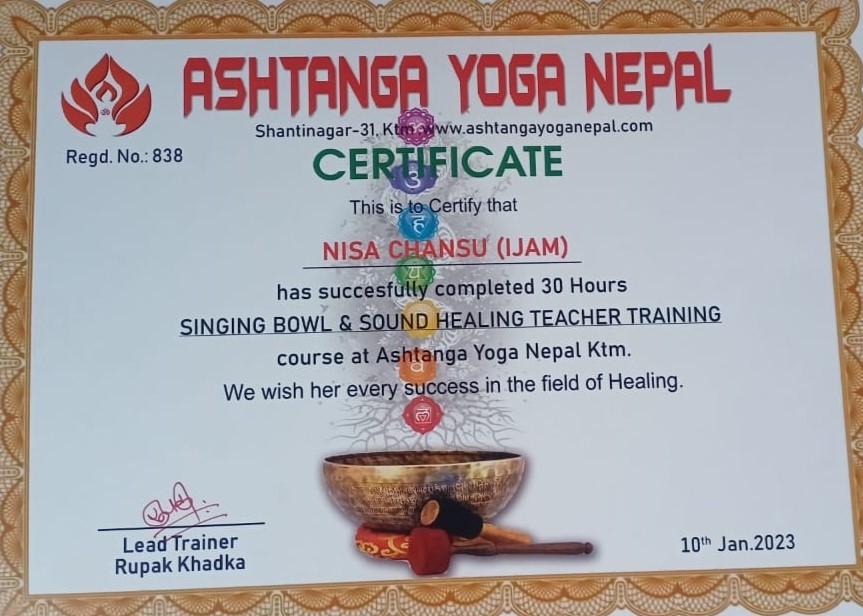 ASHTANGA YOGA NEPAL
Shantinagar-31, Ktm. www.ashtangayoganepal.com
Regd. No.: 838
CERTIFICATE
This is to Certify that
NISA CHANSU (IJAM)
has succesfully completed 30 Hours
SINGING BOWL & SOUND HEALING TEACHER TRAINING
course at Ashtanga Yoga Nepal Ktm.
We wish her every success in the field of Healing.
Lead Trainer
Rupak Khadka
10th Jan.2023